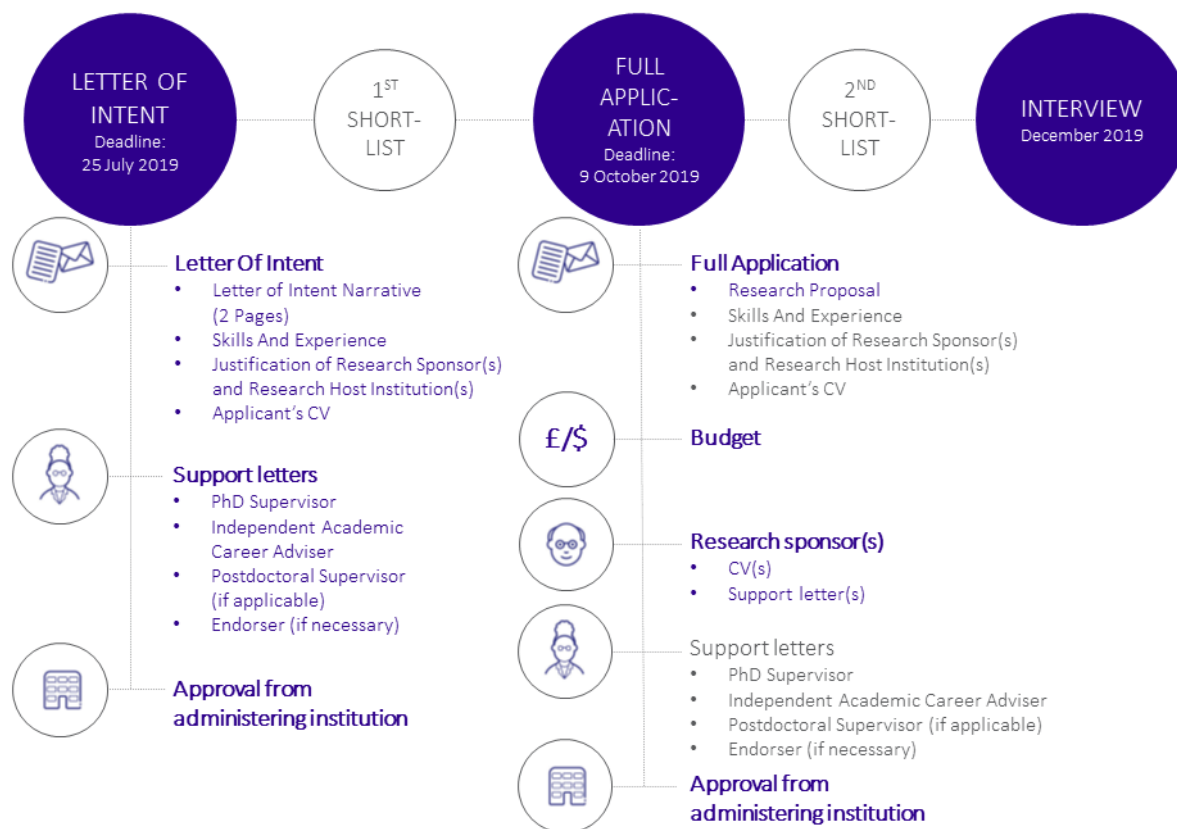 LETTER OF
INTENT
Deadline:
25 July 2019
1ST
SHORT-
LIST
FULL
APPLIC-
ATION
Deadline:
9 October 2019
2ND
SHORT-
LIST
INTERVIEW
December 2019
Letter Of Intent
• Letter of Intent Narrative
(2 Pages)
• Skills And Experience
• Justification of Research Sponsor(s)
and Research Host Institution(s)
• Applicant's CV
Support letters
• PhD Supervisor
• Independent Academic
Career Adviser
• Postdoctoral Supervisor
(if applicable)
• Endorser (if necessary)
Approval from
administering institution
Full Application
• Research Proposal
• Skills And Experience
• Justification of Research Sponsor(s)
and Research Host Institution(s)
• Applicant's CV
£/$
Budget
Research sponsor(s)
• CV(s)
• Support letter(s)
Support letters
• PhD Supervisor
• Independent Academic Career Adviser
• Postdoctoral Supervisor (if applicable)
• Endorser (if necessary)
Approval from
administering institution